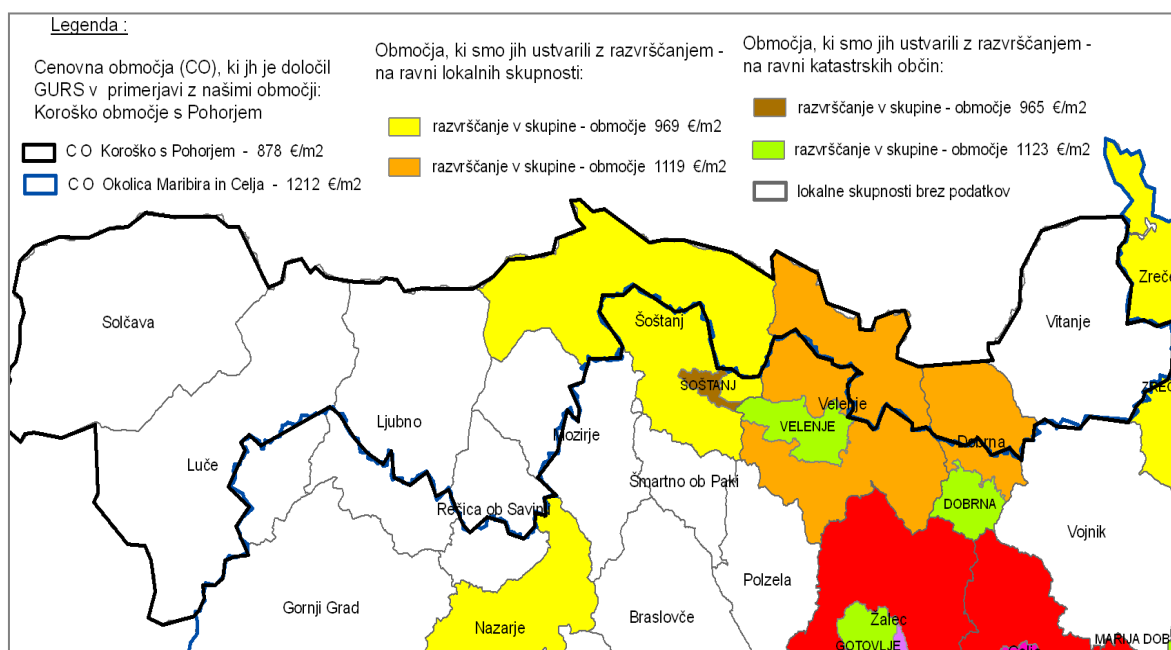 Legenda :
Cenovna območja (CO), ki jh je določil
GURS v primerjavi z našimi območji:
Koroško območje s Pohorjem
C O Koroško s Pohorjem - 878 €/m2
C O Okolica Maribira in Celja - 1212 €/m2
Območja, ki smo jih ustvarili z razvrščanjem -
na ravni lokalnih skupnosti:
razvrščanje v skupine - območje 969 €/m2
razvrščanje v skupine - območje 1119 €/m2
Območja, ki smo jih ustvarili z razvrščanjem -
na ravni katastrskih občin:
razvrščanje v skupine - območje 965 €/m2
razvrščanje v skupine - območje 1123 €/m2
lokalne skupnosti brez podatkov
Solčava
Šoštanj
Vitanje
ŠOŠTANJ
Ljubno
Mozirje
Velenje
VELENJE
Dobrna
Luče
Šmartno ob Paki
Rečica ob Savinji
DOBRNA
Vojnik
Polzela
Gornji Grad
Nazarje
Braslovče
Žalec
GOTOVLJE
MARIJA DOB